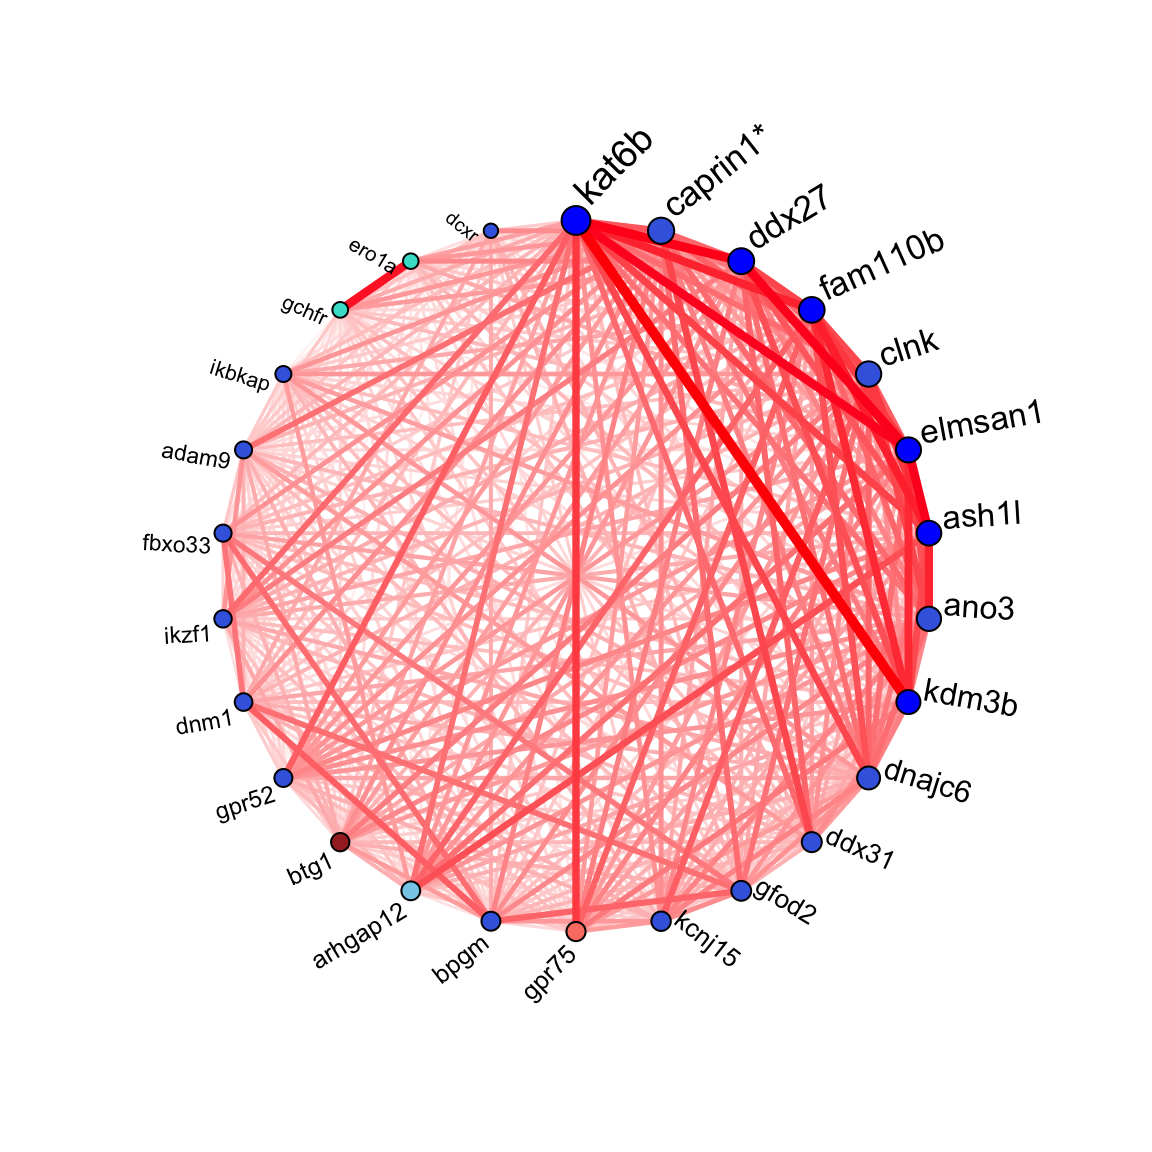 kat6b
caprin1*
ddx27
fam110b
clnk
elmsan1
ash1l
ano3
kdm3b
dnajc6
ddx31
gfod2
kcnj15
gpr75
bpgm
arhgap12
btg1
gpr52
dnm1
ikzf1
fbxo33
adam9
ikbkap
gchfr
ero1a
dcxr